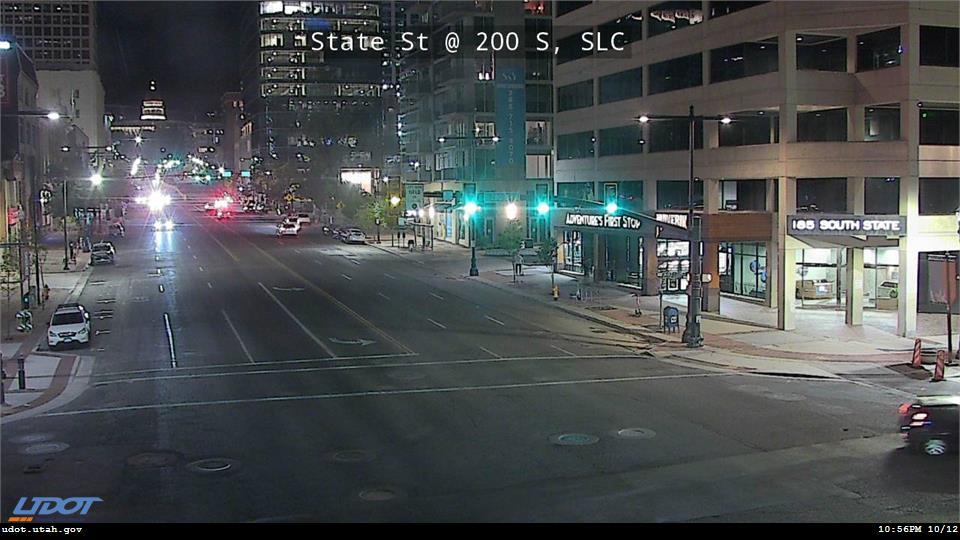 State St @ 200 S, SLC
ADVENTURE'S FIRST STOP
185 SOUTH STATE
UDOT
udot.utah.gov
10:56PM 10/12